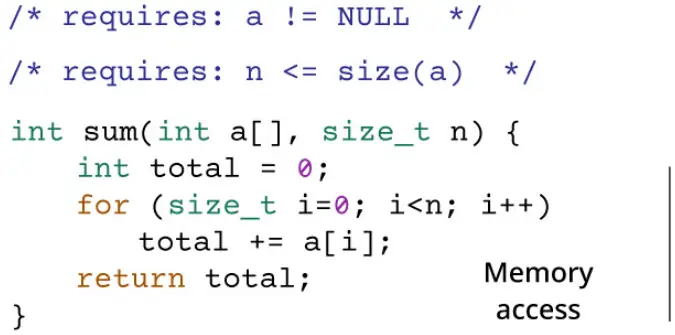 /* requires: a != NULL  */
/* requires: n <= size(a)  */
int sum(int a[], size_t n) {
    int total = 0;
    for (size_t i=0; i<n; i++)
        total += a[i];
    return total;
}
Memory
access